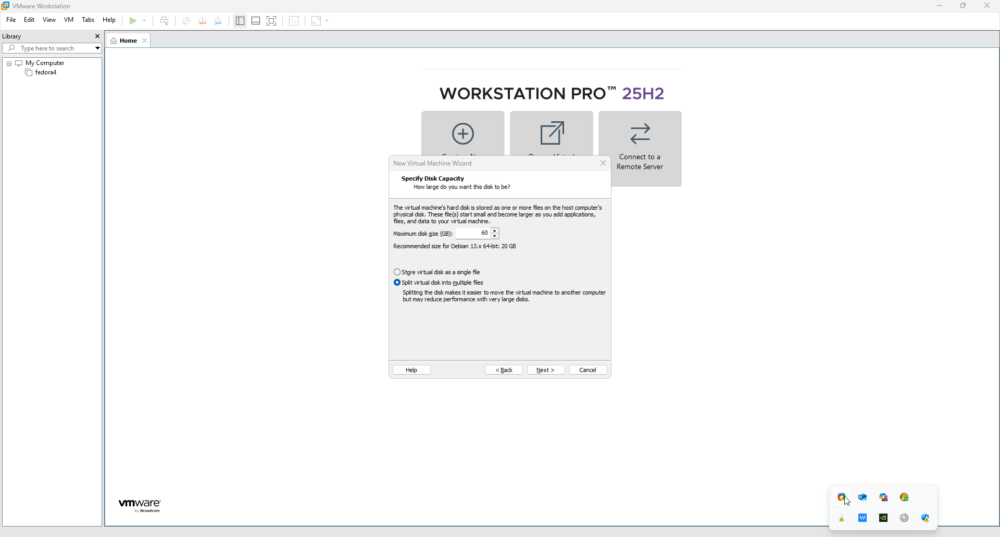 VMware Workstation
File Edit View VM Tabs Help
Library
Type here to search
My Computer
fedora4
Home
WORKSTATION PRO™ 25H2
Connect to a
Remote Server
New Virtual Machine Wizard
Specify Disk Capacity
How large do you want this disk to be?
The virtual machine's hard disk is stored as one or more files on the host computer's
physical disk. These file(s) start small and become larger as you add applications,
files, and data to your virtual machine.
Maximum disk size (GB): 60
Recommended size for Debian 13.x 64-bit: 20 GB
Store virtual disk as a single file
Split virtual disk into multiple files
Splitting the disk makes it easier to move the virtual machine to another computer
but may reduce performance with very large disks.
Help < Back Next > Cancel
vmware
by Broadcom